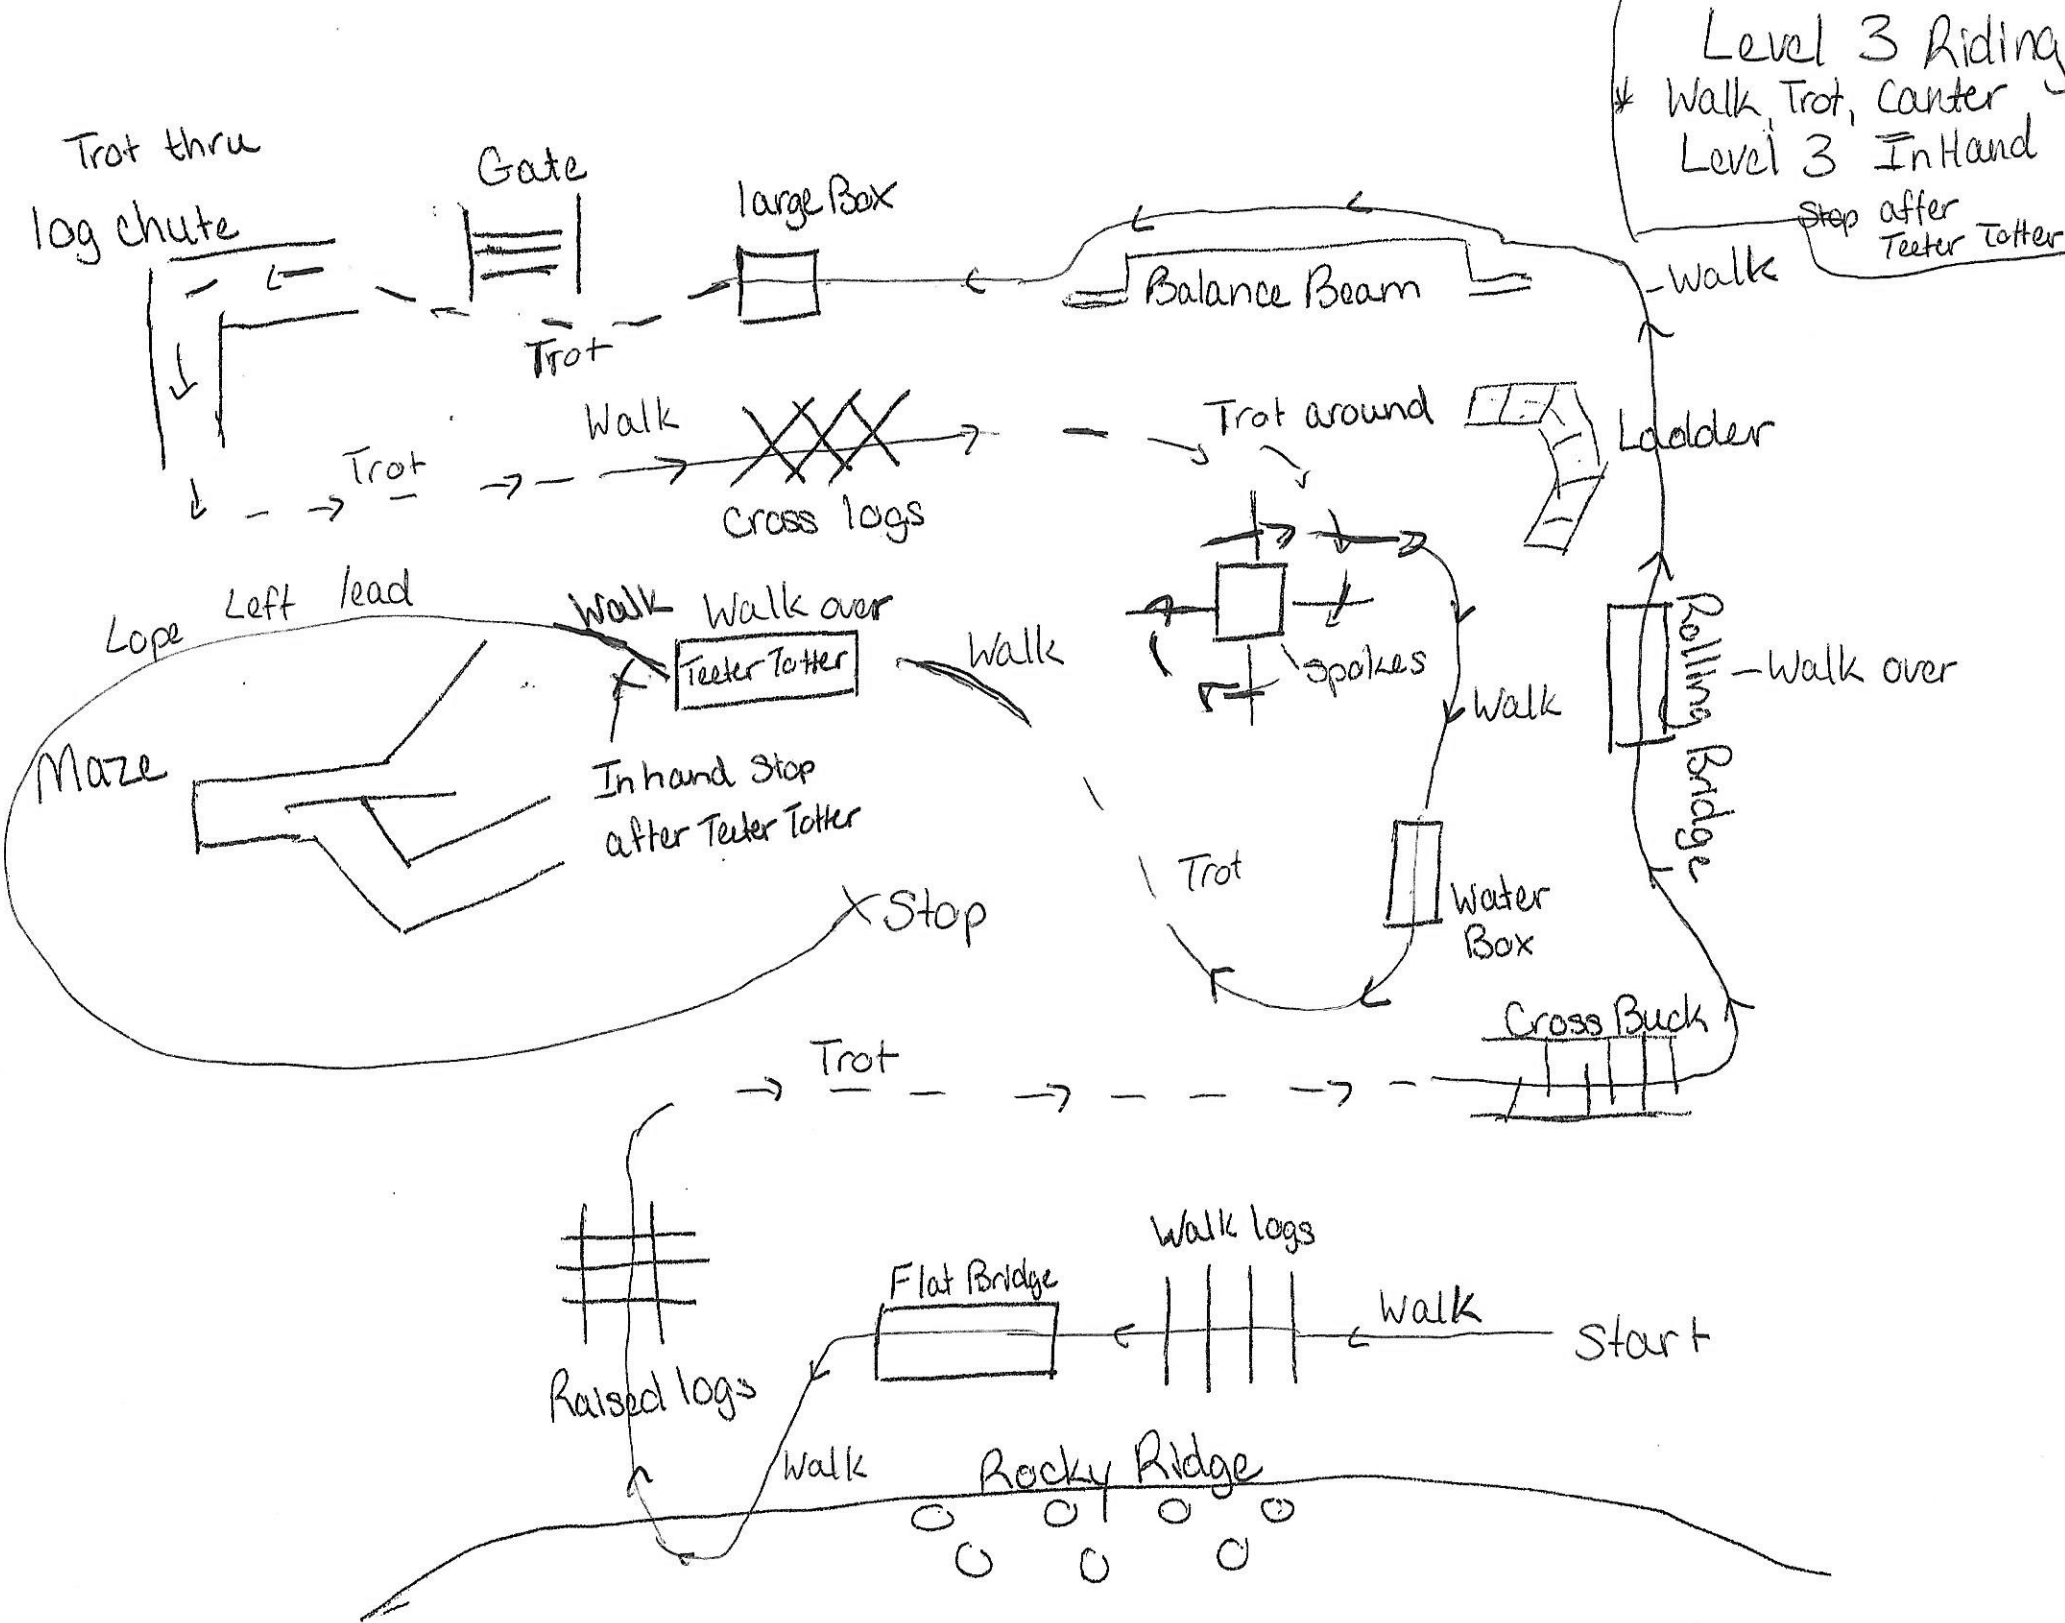 Level 3 Riding
* Walk, Trot, Canter
Level 3 InHand
Stop after
Teeter Totter
Trot thru
log chute
Gate
large Box
Balance Beam
Walk
Trot
Walk
Cross logs
Trot around
Ladder
Trot
Lope Left lead
Walk
Walk over
Teeter Totter
Walk
spokes
Walk
Rolling Bridge
Walk over
Maze
In hand Stop
after Teeter Totter
Stop
Trot
Water
Box
Cross Buck
Trot
Raised logs
Flat Bridge
Walk logs
Walk
Start
Walk
Rocky Ridge